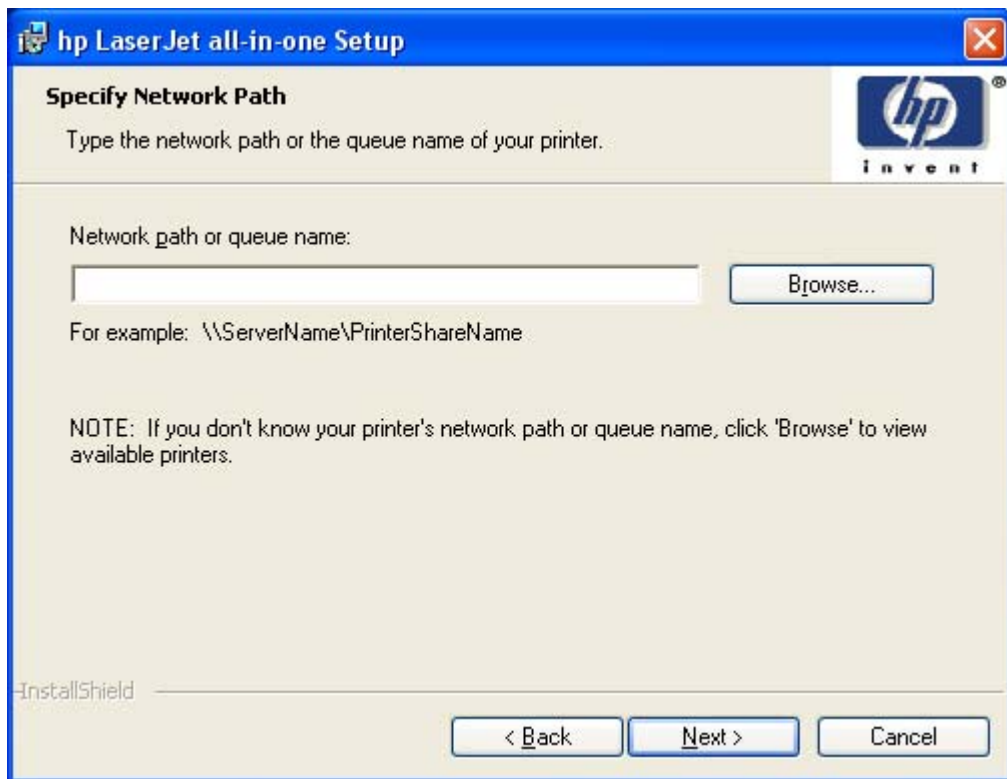 hp LaserJet all-in-one Setup
Specify Network Path
Type the network path or the queue name of your printer.
hp
®
invent
Network path or queue name:
Browse...
For example: \\ServerName\PrinterShareName
NOTE: If you don't know your printer's network path or queue name, click 'Browse' to view
available printers.
InstallShield
< Back
Next >
Cancel